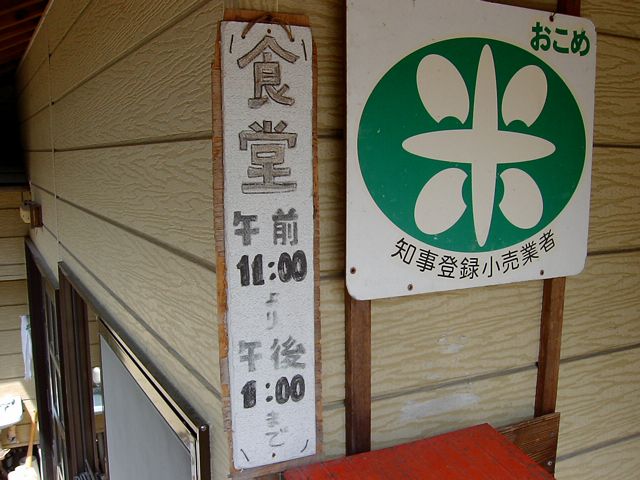 食堂
午前
11:00
より
午後
1:00
まで
おこめ
米
知事登録小売業者